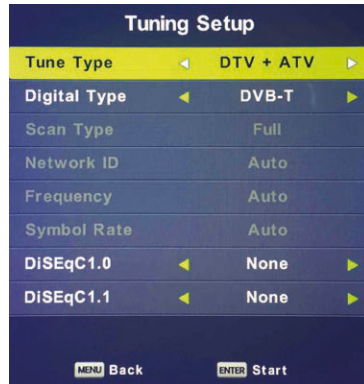 Tuning Setup
Tune Type DTV + ATV
Digital Type DVB-T
Scan Type Full
Network ID Auto
Frequency Auto
Symbol Rate Auto
DiSEqC1.0 None
DiSEqC1.1 None
MENU Back ENTER Start